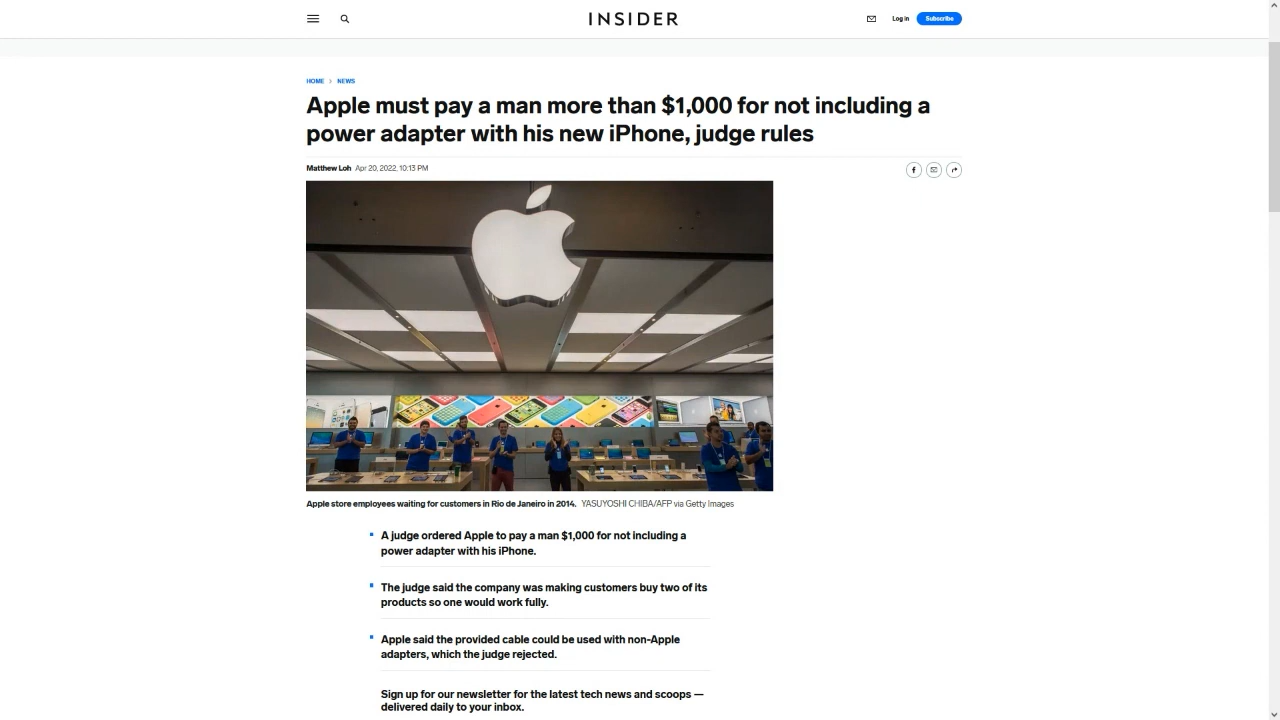 INSIDER
Log in
Subscribe
HOME > NEWS
Apple must pay a man more than $1,000 for not including a
power adapter with his new iPhone, judge rules
Matthew Loh Apr 20, 2022, 10:13 PM
Apple store employees waiting for customers in Rio de Janeiro in 2014. YASUYOSHI CHIBA/AFP via Getty Images
A judge ordered Apple to pay a man $1,000 for not including a
power adapter with his iPhone.
The judge said the company was making customers buy two of its
products so one would work fully.
Apple said the provided cable could be used with non-Apple
adapters, which the judge rejected.
Sign up for our newsletter for the latest tech news and scoops —
delivered daily to your inbox.